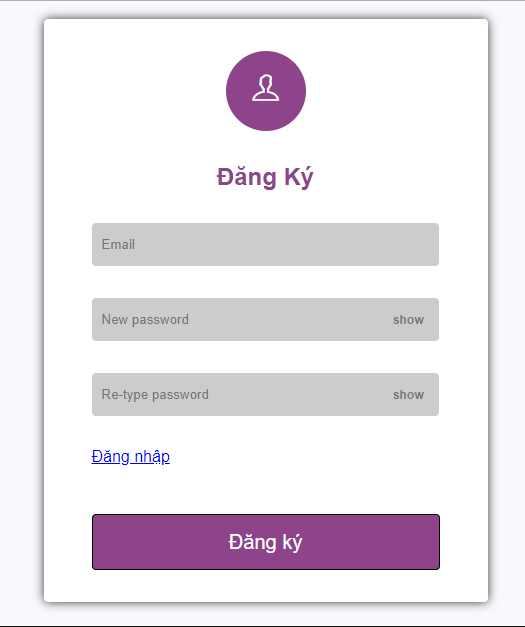 Đăng Ký
Email
New password show
Re-type password show
Đăng nhập
Đăng ký